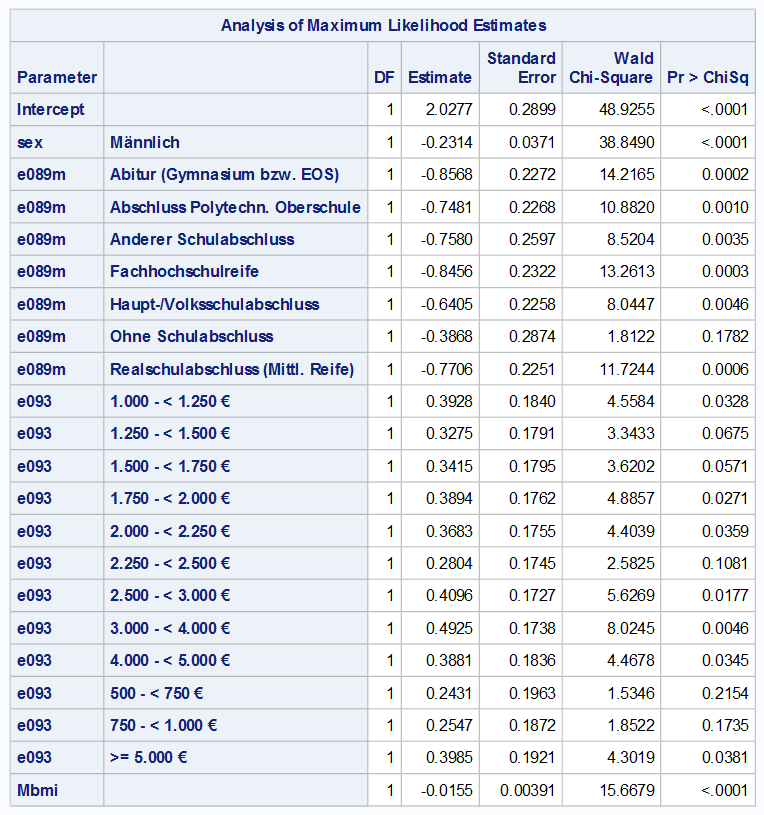 Analysis of Maximum Likelihood Estimates
Parameter DF Estimate Standard Error Wald Chi-Square Pr > ChiSq
Intercept 1 2.0277 0.2899 48.9255 <.0001
sex Männlich 1 -0.2314 0.0371 38.8490 <.0001
e089m Abitur (Gymnasium bzw. EOS) 1 -0.8568 0.2272 14.2165 0.0002
e089m Abschluss Polytechn. Oberschule 1 -0.7481 0.2268 10.8820 0.0010
e089m Anderer Schulabschluss 1 -0.7580 0.2597 8.5204 0.0035
e089m Fachhochschulreife 1 -0.8456 0.2322 13.2613 0.0003
e089m Haupt-/Volksschulabschluss 1 -0.6405 0.2258 8.0447 0.0046
e089m Ohne Schulabschluss 1 -0.3868 0.2874 1.8122 0.1782
e089m Realschulabschluss (Mittl. Reife) 1 -0.7706 0.2251 11.7244 0.0006
e093 1.000 - < 1.250 € 1 0.3928 0.1840 4.5584 0.0328
e093 1.250 - < 1.500 € 1 0.3275 0.1791 3.3433 0.0675
e093 1.500 - < 1.750 € 1 0.3415 0.1795 3.6202 0.0571
e093 1.750 - < 2.000 € 1 0.3894 0.1762 4.8857 0.0271
e093 2.000 - < 2.250 € 1 0.3683 0.1755 4.4039 0.0359
e093 2.250 - < 2.500 € 1 0.2804 0.1745 2.5825 0.1081
e093 2.500 - < 3.000 € 1 0.4096 0.1727 5.6269 0.0177
e093 3.000 - < 4.000 € 1 0.4925 0.1738 8.0245 0.0046
e093 4.000 - < 5.000 € 1 0.3881 0.1836 4.4678 0.0345
e093 500 - < 750 € 1 0.2431 0.1963 1.5346 0.2154
e093 750 - < 1.000 € 1 0.2547 0.1872 1.8522 0.1735
e093 >= 5.000 € 1 0.3985 0.1921 4.3019 0.0381
Mbmi 1 -0.0155 0.00391 15.6679 <.0001